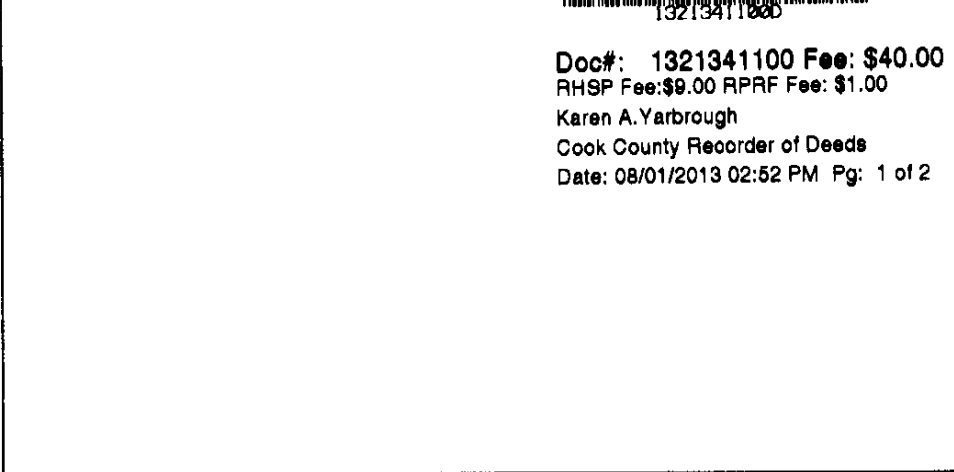 1321341100D
Doc#: 1321341100 Fee: $40.00
RHSP Fee:$9.00 RPRF Fee: $1.00
Karen A.Yarbrough
Cook County Recorder of Deeds
Date: 08/01/2013 02:52 PM Pg: 1 of 2